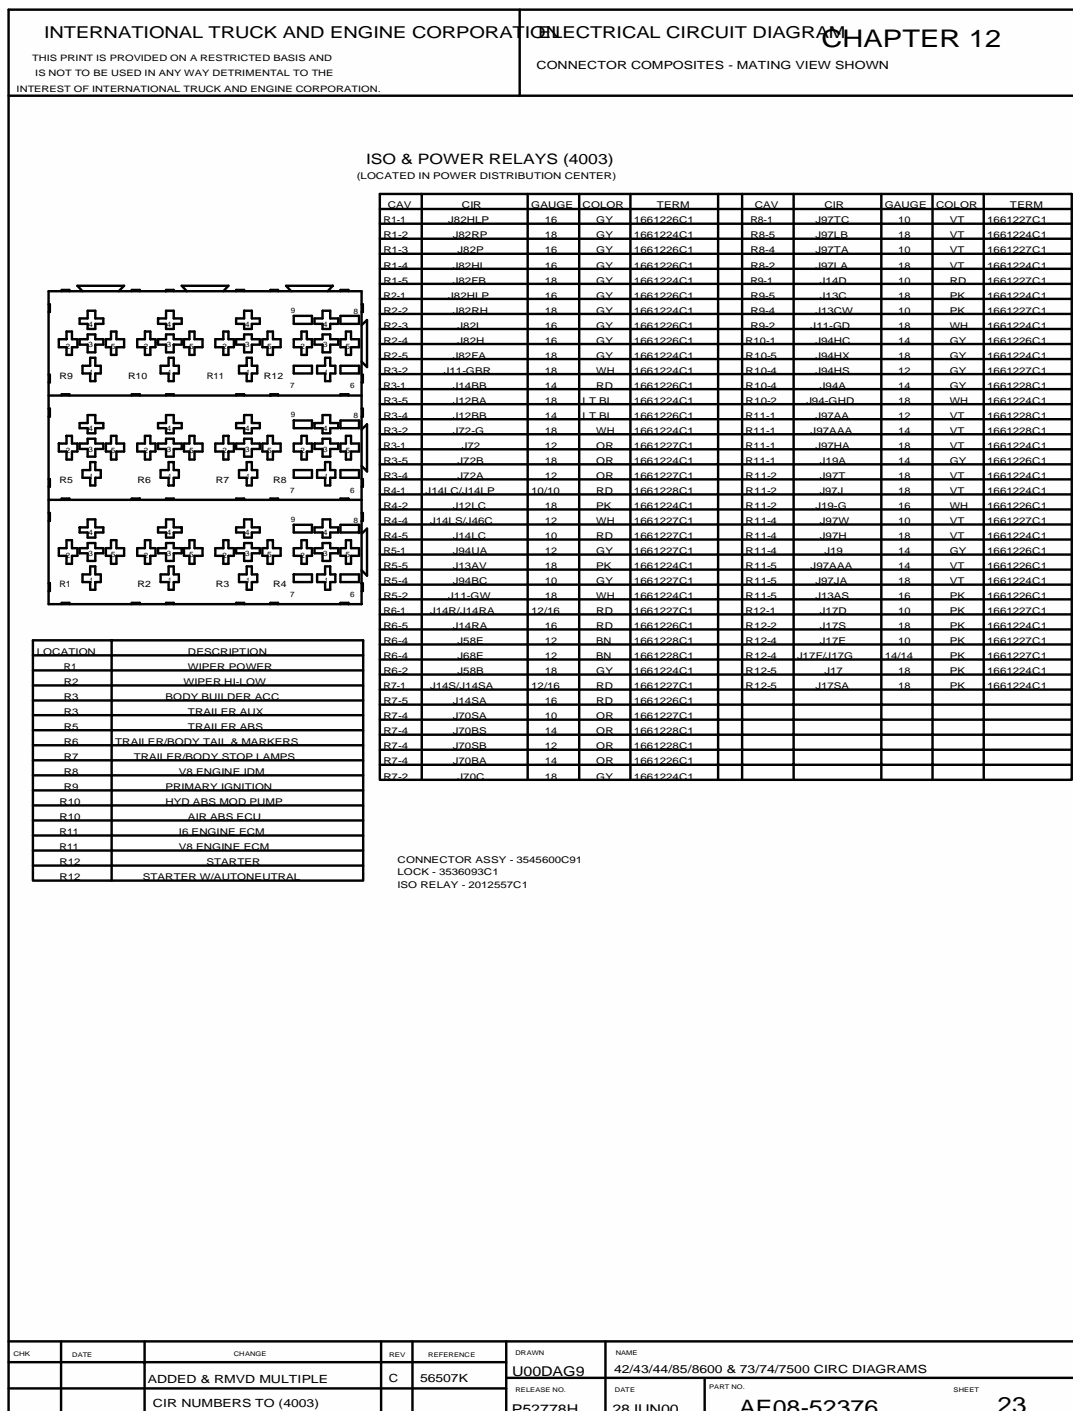 INTERNATIONAL TRUCK AND ENGINE CORPORATION
THIS PRINT IS PROVIDED ON A RESTRICTED BASIS AND
IS NOT TO BE USED IN ANY WAY DETRIMENTAL TO THE
INTEREST OF INTERNATIONAL TRUCK AND ENGINE CORPORATION.
ELECTRICAL CIRCUIT DIAGRAM
CHAPTER 12
CONNECTOR COMPOSITES - MATING VIEW SHOWN
ISO & POWER RELAYS (4003)
(LOCATED IN POWER DISTRIBUTION CENTER)
CAV CIR GAUGE COLOR TERM CAV CIR GAUGE COLOR TERM
R1-1 J82HLP 16 GY 1661226C1 R8-1 J97TC 10 VT 1661227C1
R1-2 J82RP 18 GY 1661224C1 R8-5 J97LB 18 VT 1661224C1
R1-3 J82P 16 GY 1661226C1 R8-4 J97TA 10 VT 1661227C1
R1-4 J82HL 16 GY 1661226C1 R8-2 J97LA 18 VT 1661224C1
R1-5 J82EB 18 GY 1661224C1 R9-1 J14D 10 RD 1661227C1
R2-1 J82HLP 16 GY 1661226C1 R9-5 J13C 18 PK 1661224C1
R2-2 J82RH 18 GY 1661224C1 R9-4 J13CW 10 PK 1661227C1
R2-3 J82L 16 GY 1661226C1 R9-2 J11-GD 18 WH 1661224C1
R2-4 J82H 16 GY 1661226C1 R10-1 J94HC 14 GY 1661226C1
R2-5 J82EA 18 GY 1661224C1 R10-5 J94HX 18 GY 1661224C1
R3-2 J11-GBR 18 WH 1661224C1 R10-4 J94HS 12 GY 1661227C1
R3-1 J14BB 14 RD 1661226C1 R10-4 J94A 14 GY 1661228C1
R3-5 J12BA 18 LT BL 1661224C1 R10-2 J94-GHD 18 WH 1661224C1
R3-4 J12BB 14 LT BL 1661226C1 R11-1 J97AA 12 VT 1661228C1
R3-2 J72-G 18 WH 1661224C1 R11-1 J97AAA 14 VT 1661228C1
R3-1 J72 12 OR 1661227C1 R11-1 J97HA 18 VT 1661224C1
R3-5 J72B 18 OR 1661224C1 R11-1 J19A 14 GY 1661226C1
R3-4 J72A 12 OR 1661227C1 R11-2 J97T 18 VT 1661224C1
R4-1 J14LC/J14LP 10/10 RD 1661228C1 R11-2 J97J 18 VT 1661224C1
R4-2 J12LC 18 PK 1661224C1 R11-2 J19-G 16 WH 1661226C1
R4-4 J14LS/J46C 12 WH 1661227C1 R11-4 J97W 10 VT 1661227C1
R4-5 J14LC 10 RD 1661227C1 R11-4 J97H 18 VT 1661224C1
R5-1 J94UA 12 GY 1661227C1 R11-4 J19 14 GY 1661226C1
R5-5 J13AV 18 PK 1661224C1 R11-5 J97AAA 14 VT 1661226C1
R5-4 J94BC 10 GY 1661227C1 R11-5 J97JA 18 VT 1661224C1
R5-2 J11-GW 18 WH 1661224C1 R11-5 J13AS 16 PK 1661226C1
R6-1 J14R/J14RA 12/16 RD 1661227C1 R12-1 J17D 10 PK 1661227C1
R6-5 J14RA 16 RD 1661226C1 R12-2 J17S 18 PK 1661224C1
R6-4 J58E 12 BN 1661228C1 R12-4 J17E 10 PK 1661227C1
R6-4 J68E 12 BN 1661228C1 R12-4 J17F/J17G 14/14 PK 1661227C1
R6-2 J58B 18 GY 1661224C1 R12-5 J17 18 PK 1661224C1
R7-1 J14S/J14SA 12/16 RD 1661227C1 R12-5 J17SA 18 PK 1661224C1
R7-5 J14SA 16 RD 1661226C1
R7-4 J70SA 10 OR 1661227C1
R7-4 J70BS 14 OR 1661228C1
R7-4 J70SB 12 OR 1661228C1
R7-4 J70BA 14 OR 1661226C1
R7-2 J70C 18 GY 1661224C1
R9 R10 R11 R12 9 8 7 6
R5 R6 R7 R8 9 8 7 6
R1 R2 R3 R4 9 8 7 6
LOCATION DESCRIPTION
R1 WIPER POWER
R2 WIPER HI-LOW
R3 BODY BUILDER ACC
R3 TRAILER AUX
R5 TRAILER ABS
R6 TRAILER/BODY TAIL & MARKERS
R7 TRAILER/BODY STOP LAMPS
R8 V8 ENGINE IDM
R9 PRIMARY IGNITION
R10 HYD ABS MOD PUMP
R10 AIR ABS ECU
R11 I6 ENGINE ECM
R11 V8 ENGINE ECM
R12 STARTER
R12 STARTER W/AUTONEUTRAL
CONNECTOR ASSY - 3545600C91
LOCK - 3536093C1
ISO RELAY - 2012557C1
CHK DATE CHANGE REV REFERENCE DRAWN NAME
ADDED & RMVD MULTIPLE C 56507K U00DAG9 42/43/44/85/8600 & 73/74/7500 CIRC DIAGRAMS
CIR NUMBERS TO (4003) RELEASE NO. DATE PART NO. SHEET
P52778H 28JUN00 AE08-52376 23